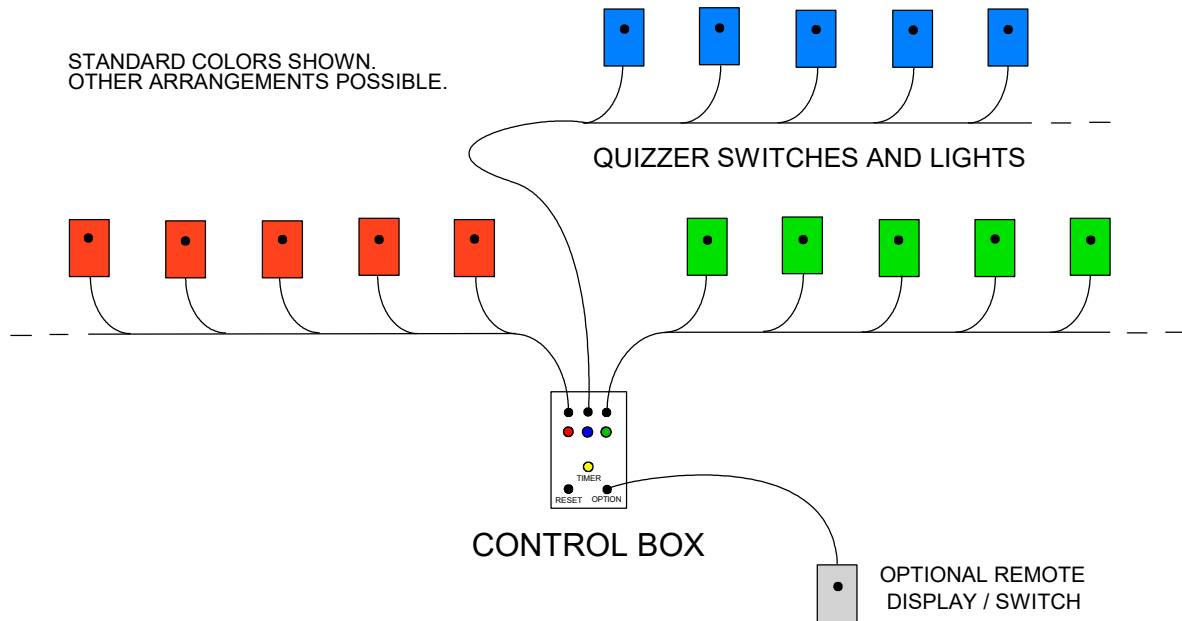 STANDARD COLORS SHOWN.
OTHER ARRANGEMENTS POSSIBLE.
QUIZZER SWITCHES AND LIGHTS
TIMER
RESET OPTION
CONTROL BOX
OPTIONAL REMOTE
DISPLAY / SWITCH